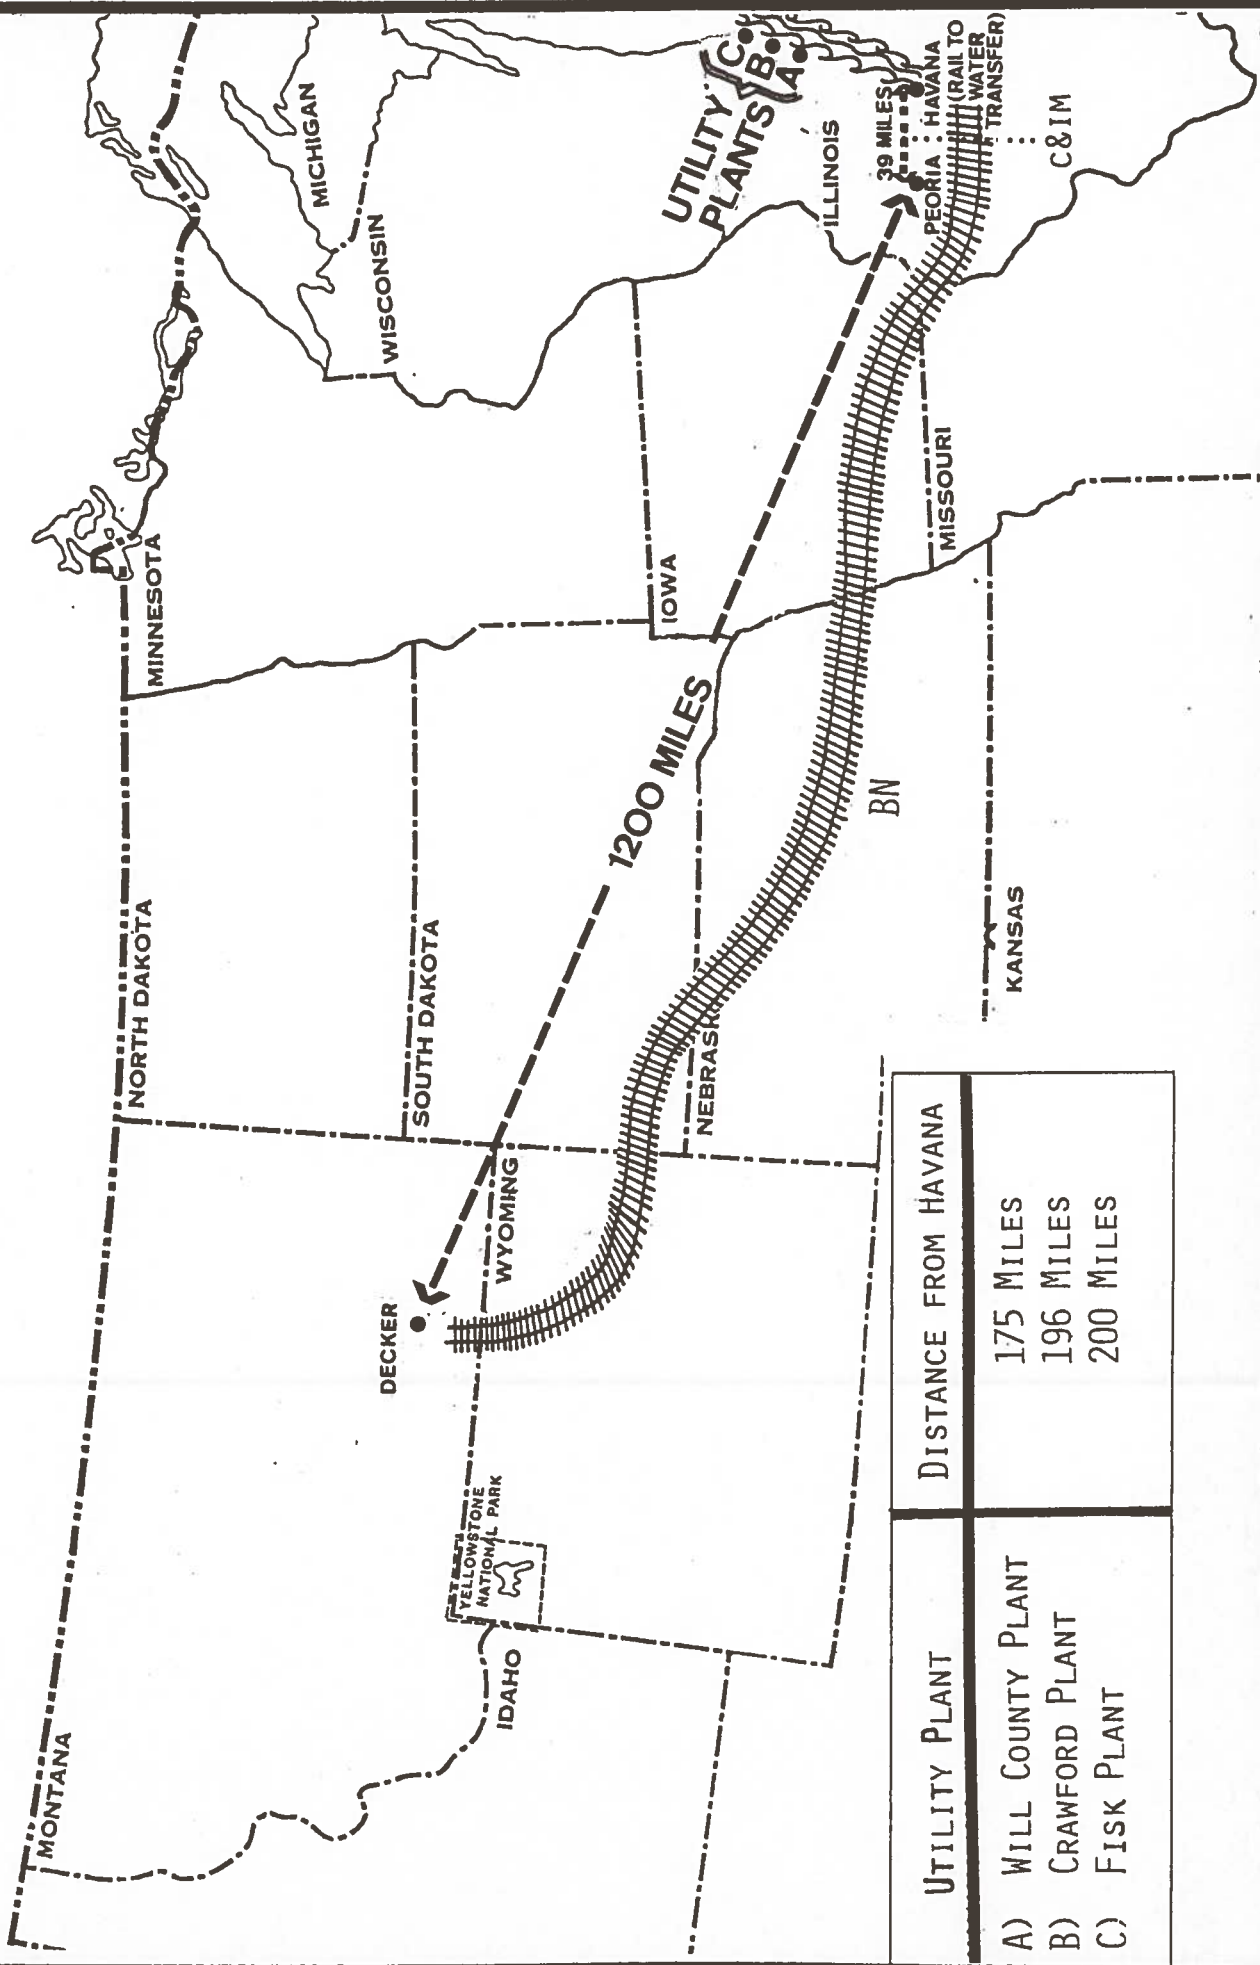 MONTANA
NORTH DAKOTA
MINNESOTA
MICHIGAN
WISCONSIN
SOUTH DAKOTA
DECKER
YELLOWSTONE
NATIONAL PARK
IDAHO
WYOMING
1200 MILES
IOWA
UTILITY
PLANTS
C
B
A
ILLINOIS
39 MILES
PEORIA
HAVANA
(RAIL TO
WATER
TRANSFER)
C&IM
NEBRASK
BN
MISSOURI
KANSAS
UTILITY PLANT
DISTANCE FROM HAVANA
A) WILL COUNTY PLANT 175 MILES
B) CRAWFORD PLANT 196 MILES
C) FISK PLANT 200 MILES